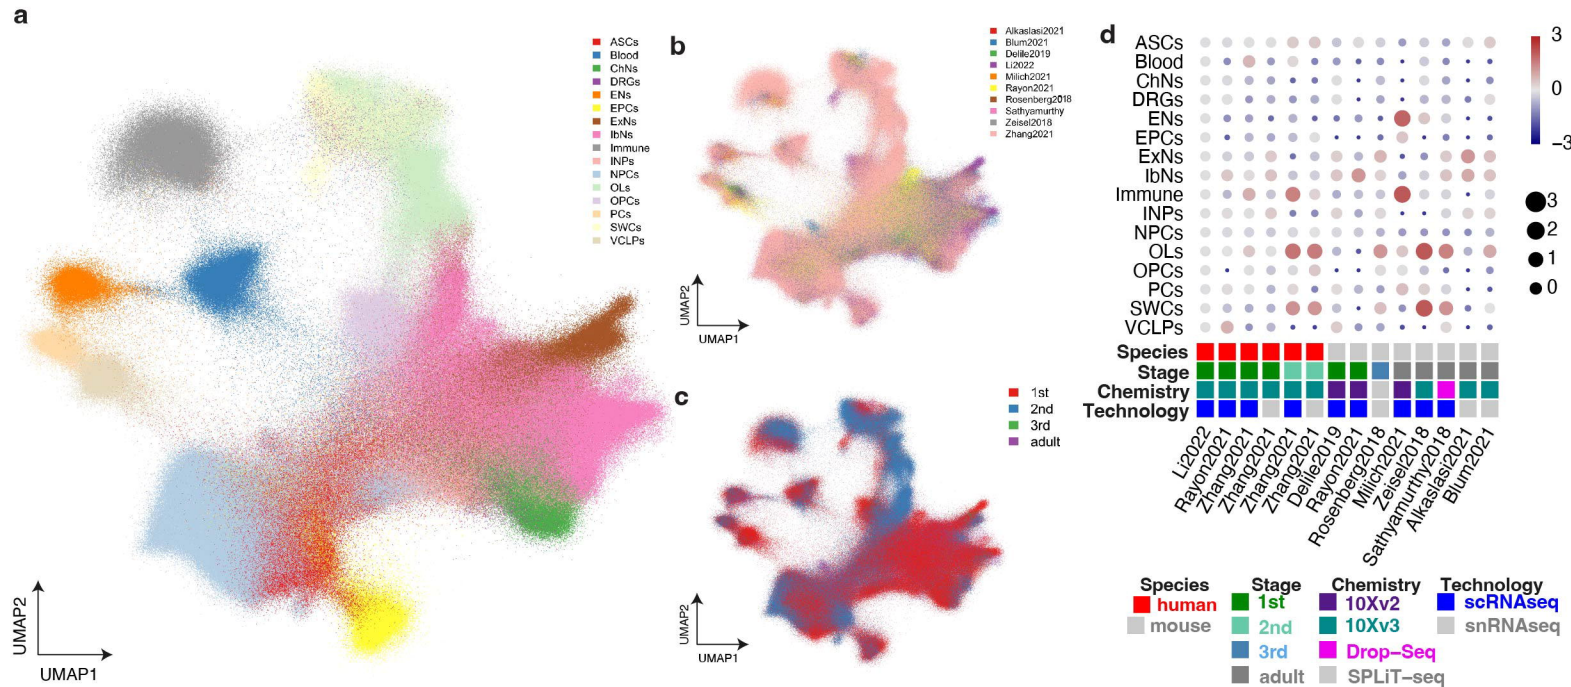 a
ASCs
Blood
ChNs
DRGs
ENs
EPCs
ExNs
IbNs
Immune
INPs
NPCs
OLs
OPCs
PCs
SWCs
VCLPs
UMAP2
UMAP1
b
Alkaslasi2021
Blum2021
Delile2019
Li2022
Milich2021
Rayon2021
Rosenberg2018
Sathyamurthy
Zeisel2018
Zhang2021
UMAP2
UMAP1
c
1st
2nd
3rd
adult
UMAP2
UMAP1
d
ASCs
Blood
ChNs
DRGs
ENs
EPCs
ExNs
IbNs
Immune
INPs
NPCs
OLs
OPCs
PCs
SWCs
VCLPs
Species
Stage
Chemistry
Technology
Li2022
Rayon2021
Zhang2021
Zhang2021
Zhang2021
Zhang2021
Delile2019
Rayon2021
Rosenberg2018
Milich2021
Zeisel2018
Sathyamurthy2018
Alkaslasi2021
Blum2021
3
0
−3
3
2
1
0
Species Stage Chemistry Technology
human 1st 10Xv2 scRNAseq
mouse 2nd 10Xv3 snRNAseq
3rd Drop−Seq
adult SPLiT−seq